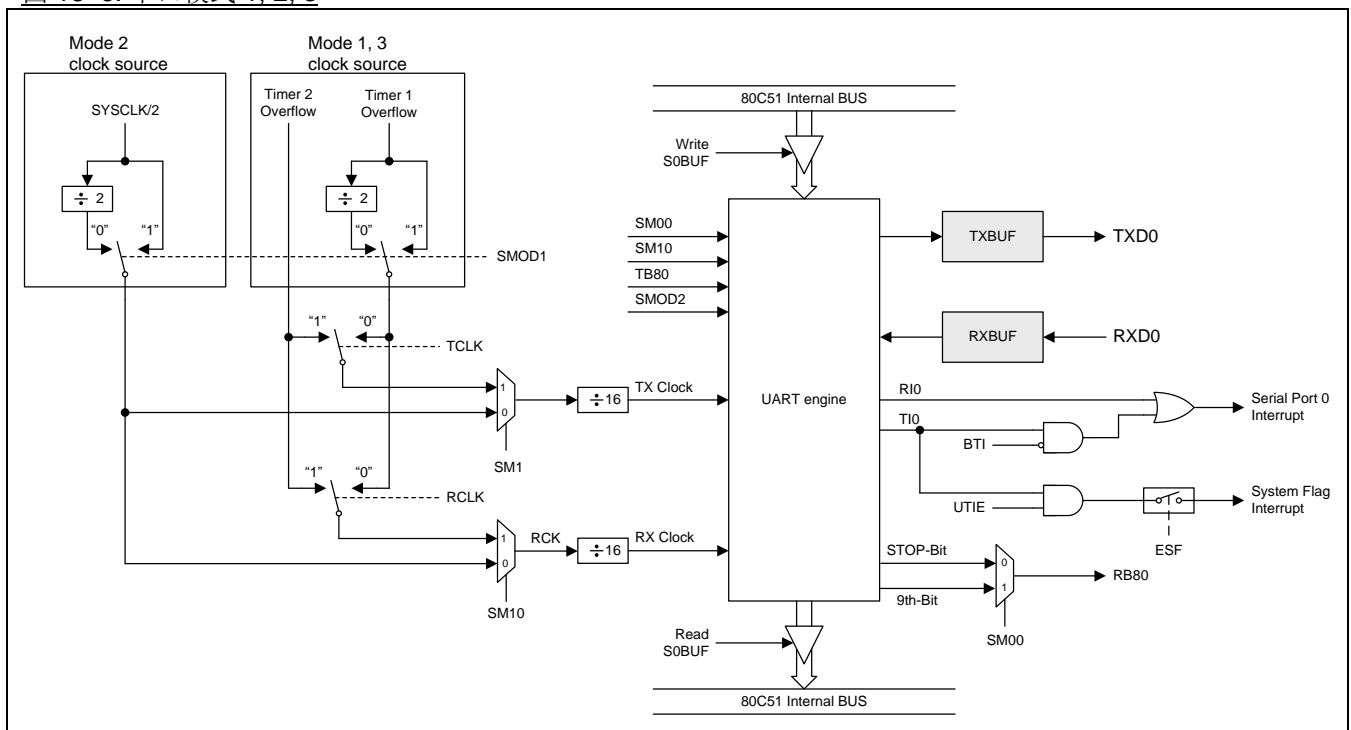 Mode 2
clock source
Mode 1, 3
clock source
SYSCLK/2
Timer 2
Overflow
Timer 1
Overflow
÷ 2
÷ 2
"0"
"1"
"0"
"1"
SMOD1
"1"
"0"
TCLK
1
0
SM1
÷16
TX Clock
"1"
"0"
RCLK
1
0
SM10
RCK
÷16
RX Clock
80C51 Internal BUS
Write
S0BUF
SM00
SM10
TB80
SMOD2
UART engine
TXBUF
TXD0
RXBUF
RXD0
RI0
TI0
BTI
Serial Port 0
Interrupt
UTIE
ESF
System Flag
Interrupt
STOP-Bit
9th-Bit
0
1
SM00
RB80
Read
S0BUF
80C51 Internal BUS